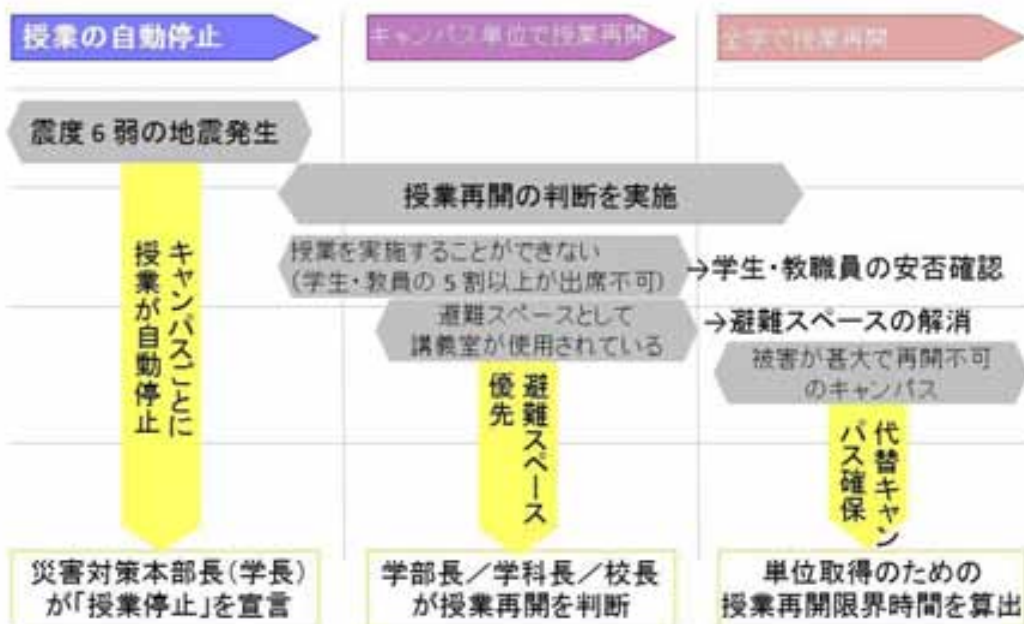 授業の自動停止
キャンパス単位で授業再開
全学で授業再開
震度6弱の地震発生
授業再開の判断を実施
キャンパスごとに
授業が自動停止
授業を実施することができない
(学生・教員の5割以上が出席不可)
→学生・教職員の安否確認
避難スペースとして
講義室が使用されている
→避難スペースの解消
被害が甚大で再開不可
のキャンパス
避難スペース
優先
代替キャン
パス確保
災害対策本部長(学長)
が「授業停止」を宣言
学部長/学科長/校長
が授業再開を判断
単位取得のための
授業再開限界時間を算出